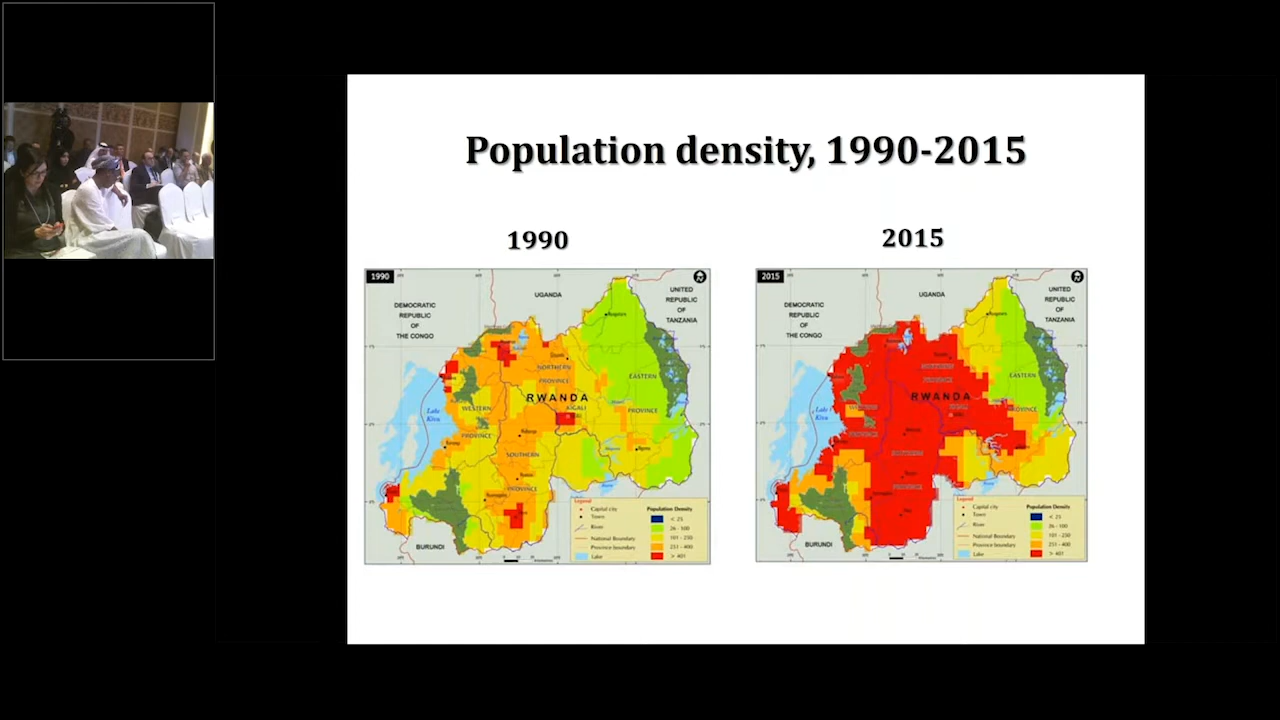 Population density, 1990-2015
1990
2015
1990
UGANDA
UNITED
REPUBLIC
OF
TANZANIA
DEMOCRATIC
REPUBLIC
OF
THE CONGO
NORTHERN
PROVINCE
EASTERN
RWANDA
Lake
Kivu
WESTERN
KIGALI
PROVINCE
PROVINCE
SOUTHERN
PROVINCE
BURUNDI
Legend
Capital city
Town
River
National Boundary
Province boundary
Lake
Population Density
< 25
26 - 100
101 - 250
251 - 400
> 401
2015
UGANDA
UNITED
REPUBLIC
OF
TANZANIA
DEMOCRATIC
REPUBLIC
OF
THE CONGO
EASTERN
RWANDA
Lake
Kivu
PROVINCE
BURUNDI
Legend
Capital city
Town
River
National Boundary
Province boundary
Lake
Population Density
< 25
26 - 100
101 - 250
251 - 400
> 401